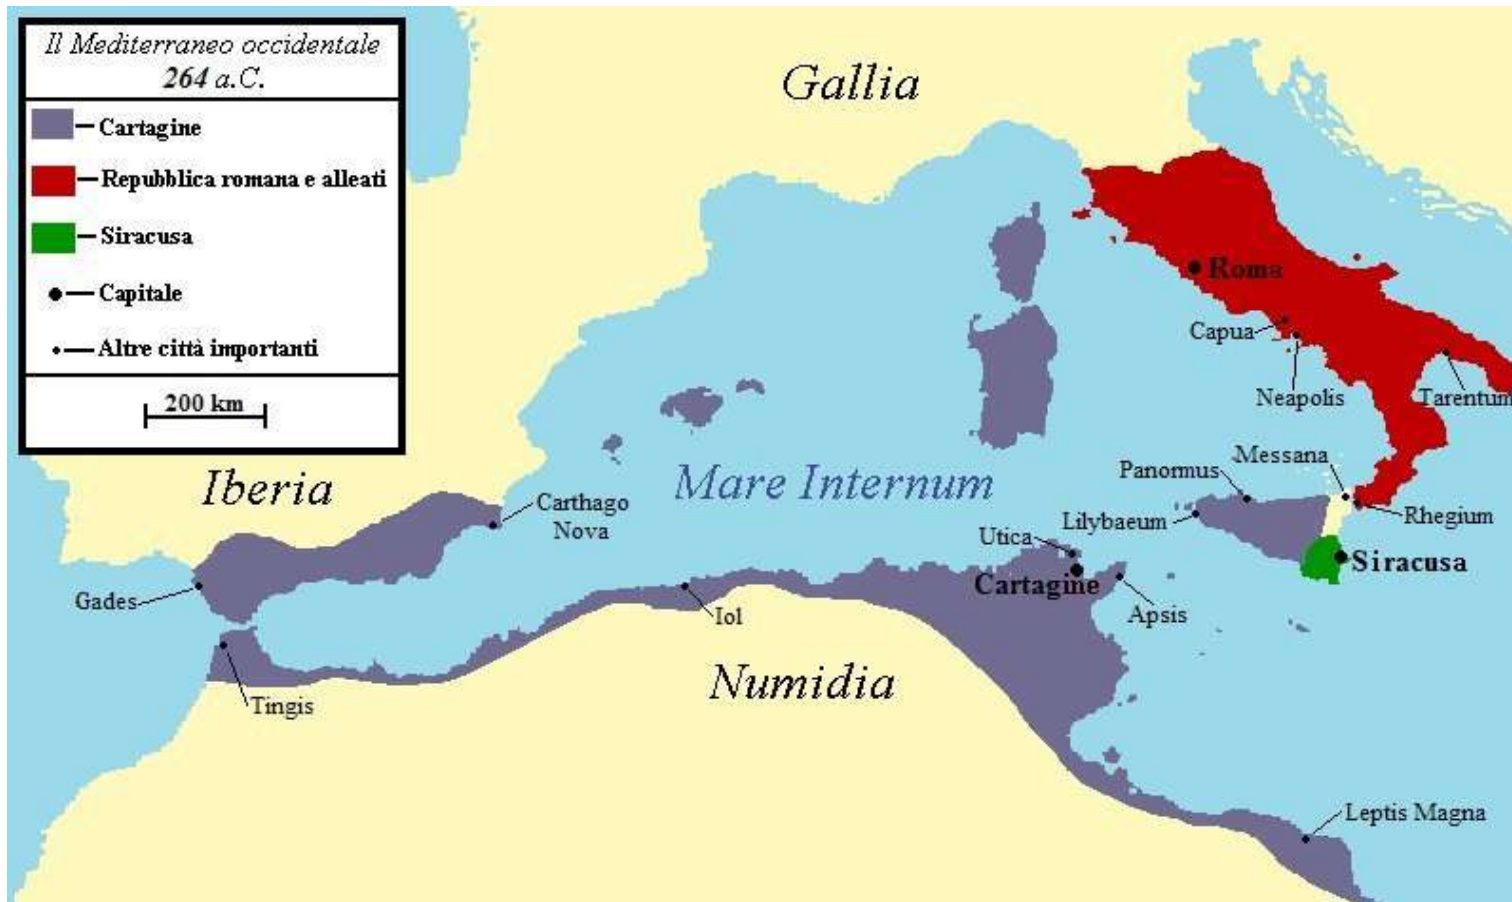 Il Mediterraneo occidentale
264 a.C.
Cartagine
Repubblica romana e alleati
Siracusa
Capitale
Altre città importanti
200 km
Gallia
Roma
Capua
Neapolis
Tarentum
Iberia
Mare Internum
Messana
Panormus
Carthago
Nova
Lilybaeum
Rhegium
Utica
Siracusa
Cartagine
Gades
Iol
Apsis
Numidia
Tingis
Leptis Magna